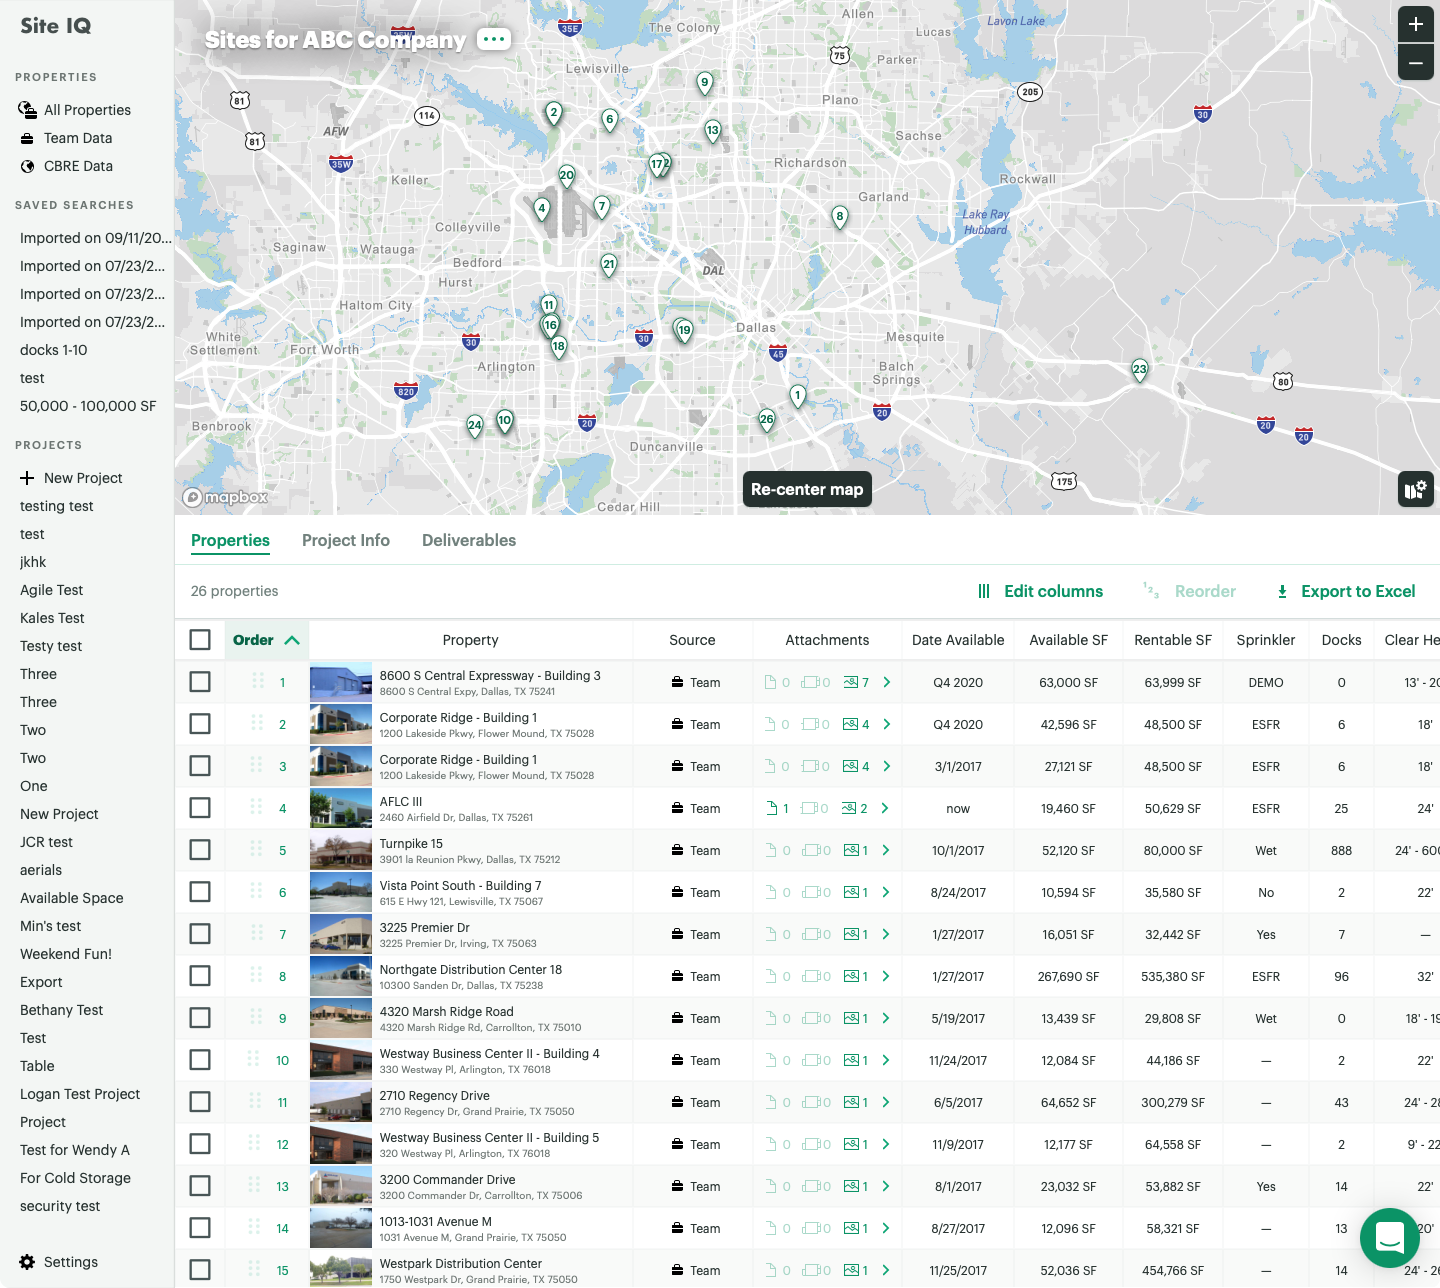 Site IQ
PROPERTIES
All Properties
Team Data
CBRE Data
SAVED SEARCHES
Imported on 09/11/20...
Imported on 07/23/2...
Imported on 07/23/2...
Imported on 07/23/2...
docks 1-10
test
50,000 - 100,000 SF
PROJECTS
New Project
testing test
test
jkhk
Agile Test
Kales Test
Testy test
Three
Three
Two
Two
One
New Project
JCR test
aerials
Available Space
Min's test
Weekend Fun!
Export
Bethany Test
Test
Table
Logan Test Project
Project
Test for Wendy A
For Cold Storage
security test
Settings
Sites for ABC Company
35W
35E
The Colony
Allen
Lavon Lake
Lucas
75
Parker
Lewisville
9
205
81
114
2
6
Plano
30
AFW
13
Sachse
81
35W
17
2
Richardson
Keller
20
Rockwall
4
7
8
Garland
Lake Ray
Hubbard
Colleyville
Saginaw
Watauga
Bedford
21
DAL
Hurst
Haltom City
11
White
Settlement
16
19
Dallas
30
30
Mesquite
Fort Worth
18
45
Arlington
Balch
Springs
23
80
820
1
20
24
10
20
26
20
20
Benbrook
Duncanville
175
Re-center map
mapbox
Cedar Hill
Properties
Project Info
Deliverables
26 properties
Edit columns
Reorder
Export to Excel
Order Property Source Attachments Date Available Available SF Rentable SF Sprinkler Docks Clear He
1 8600 S Central Expressway - Building 3 Team 0 0 7 Q4 2020 63,000 SF 63,999 SF DEMO 0 13' - 20
8600 S Central Expy, Dallas, TX 75241
2 Corporate Ridge - Building 1 Team 0 0 4 Q4 2020 42,596 SF 48,500 SF ESFR 6 18'
1200 Lakeside Pkwy, Flower Mound, TX 75028
3 Corporate Ridge - Building 1 Team 0 0 4 3/1/2017 27,121 SF 48,500 SF ESFR 6 18'
1200 Lakeside Pkwy, Flower Mound, TX 75028
4 AFLC III Team 1 0 2 now 19,460 SF 50,629 SF ESFR 25 24'
2460 Airfield Dr, Dallas, TX 75261
5 Turnpike 15 Team 0 0 1 10/1/2017 52,120 SF 80,000 SF Wet 888 24' - 600
3901 la Reunion Pkwy, Dallas, TX 75212
6 Vista Point South - Building 7 Team 0 0 1 8/24/2017 10,594 SF 35,580 SF No 2 22'
615 E Hwy 121, Lewisville, TX 75067
7 3225 Premier Dr Team 0 0 1 1/27/2017 16,051 SF 32,442 SF Yes 7 —
3225 Premier Dr, Irving, TX 75063
8 Northgate Distribution Center 18 Team 0 0 1 1/27/2017 267,690 SF 535,380 SF ESFR 96 32'
10300 Sanden Dr, Dallas, TX 75238
9 4320 Marsh Ridge Road Team 0 0 1 5/19/2017 13,439 SF 29,808 SF Wet 0 18' - 19
4320 Marsh Ridge Rd, Carrollton, TX 75010
10 Westway Business Center II - Building 4 Team 0 0 1 11/24/2017 12,084 SF 44,186 SF — 2 22'
330 Westway Pl, Arlington, TX 76018
11 2710 Regency Drive Team 0 0 1 6/5/2017 64,652 SF 300,279 SF — 43 24' - 28
2710 Regency Dr, Grand Prairie, TX 75050
12 Westway Business Center II - Building 5 Team 0 0 1 11/9/2017 12,177 SF 64,558 SF — 2 9' - 22
320 Westway Pl, Arlington, TX 76018
13 3200 Commander Drive Team 0 0 1 8/1/2017 23,032 SF 53,882 SF Yes 14 22'
3200 Commander Dr, Carrollton, TX 75006
14 1013-1031 Avenue M Team 0 0 1 8/27/2017 12,096 SF 58,321 SF — 13 20'
1031 Avenue M, Grand Prairie, TX 75050
15 Westpark Distribution Center Team 0 0 1 11/25/2017 52,036 SF 454,766 SF — 14 24' - 26
1750 Westpark Dr, Grand Prairie, TX 75050